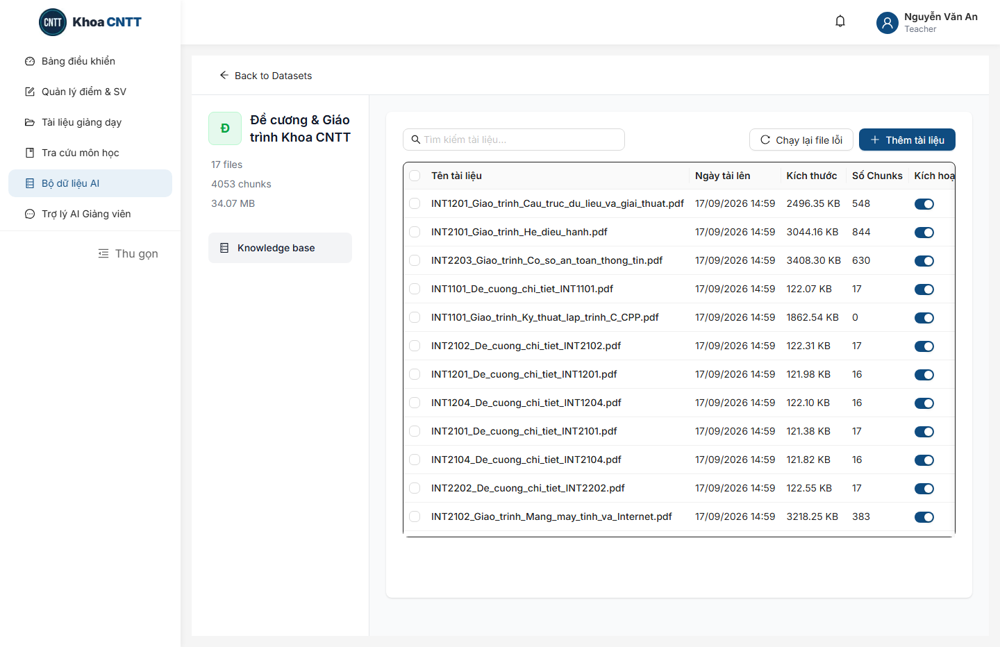 CNTT Khoa CNTT
Nguyễn Văn An
Teacher
Bảng điều khiển
Quản lý điểm & SV
Tài liệu giảng dạy
Tra cứu môn học
Bộ dữ liệu AI
Trợ lý AI Giảng viên
Thu gọn
Back to Datasets
Đ
Đề cương & Giáo
trình Khoa CNTT
17 files
4053 chunks
34.07 MB
Knowledge base
Tìm kiếm tài liệu...
Chạy lại file lỗi
Thêm tài liệu
Tên tài liệu Ngày tải lên Kích thước Số Chunks Kích hoạ
INT1201_Giao_trinh_Cau_truc_du_lieu_va_giai_thuat.pdf 17/09/2026 14:59 2496.35 KB 548
INT2101_Giao_trinh_He_dieu_hanh.pdf 17/09/2026 14:59 3044.16 KB 844
INT2203_Giao_trinh_Co_so_an_toan_thong_tin.pdf 17/09/2026 14:59 3408.30 KB 630
INT1101_De_cuong_chi_tiet_INT1101.pdf 17/09/2026 14:59 122.07 KB 17
INT1101_Giao_trinh_Ky_thuat_lap_trinh_C_CPP.pdf 17/09/2026 14:59 1862.54 KB 0
INT2102_De_cuong_chi_tiet_INT2102.pdf 17/09/2026 14:59 122.31 KB 17
INT1201_De_cuong_chi_tiet_INT1201.pdf 17/09/2026 14:59 121.98 KB 16
INT1204_De_cuong_chi_tiet_INT1204.pdf 17/09/2026 14:59 122.10 KB 16
INT2101_De_cuong_chi_tiet_INT2101.pdf 17/09/2026 14:59 121.38 KB 17
INT2104_De_cuong_chi_tiet_INT2104.pdf 17/09/2026 14:59 121.82 KB 16
INT2202_De_cuong_chi_tiet_INT2202.pdf 17/09/2026 14:59 122.55 KB 17
INT2102_Giao_trinh_Mang_may_tinh_va_Internet.pdf 17/09/2026 14:59 3218.25 KB 383